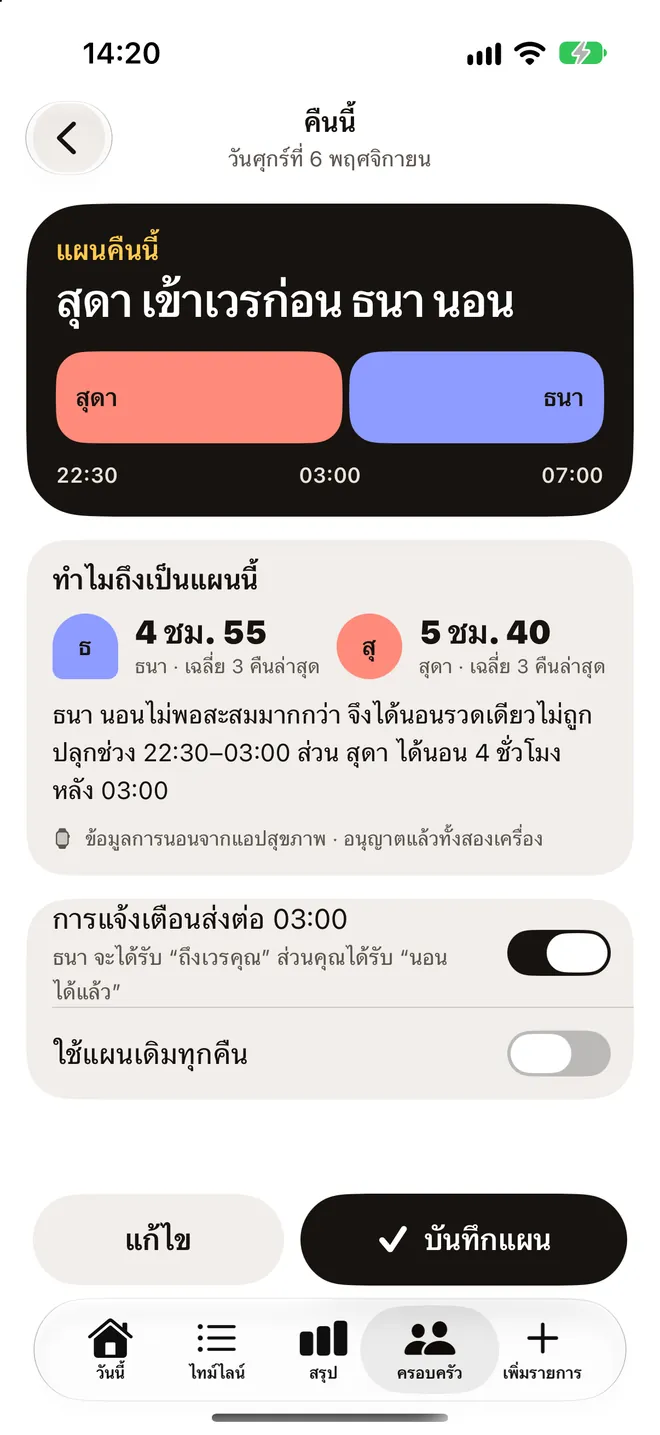 14:20
คืนนี้
วันศุกร์ที่ 6 พฤศจิกายน
แผนคืนนี้
สุดา เข้าเวรก่อน ธนา นอน
สุดา
ธนา
22:30
03:00
07:00
ทำไมถึงเป็นแผนนี้
ธ
4 ชม. 55
ธนา · เฉลี่ย 3 คืนล่าสุด
สุ
5 ชม. 40
สุดา · เฉลี่ย 3 คืนล่าสุด
ธนา นอนไม่พอสะสมมากกว่า จึงได้นอนรวดเดียวไม่ถูก
ปลุกช่วง 22:30–03:00 ส่วน สุดา ได้นอน 4 ชั่วโมง
หลัง 03:00
ข้อมูลการนอนจากแอปสุขภาพ · อนุญาตแล้วทั้งสองเครื่อง
การแจ้งเตือนส่งต่อ 03:00
ธนา จะได้รับ “ถึงเวรคุณ” ส่วนคุณได้รับ “นอน
ได้แล้ว”
ใช้แผนเดิมทุกคืน
แก้ไข
บันทึกแผน
วันนี้
ไทม์ไลน์
สรุป
ครอบครัว
เพิ่มรายการ